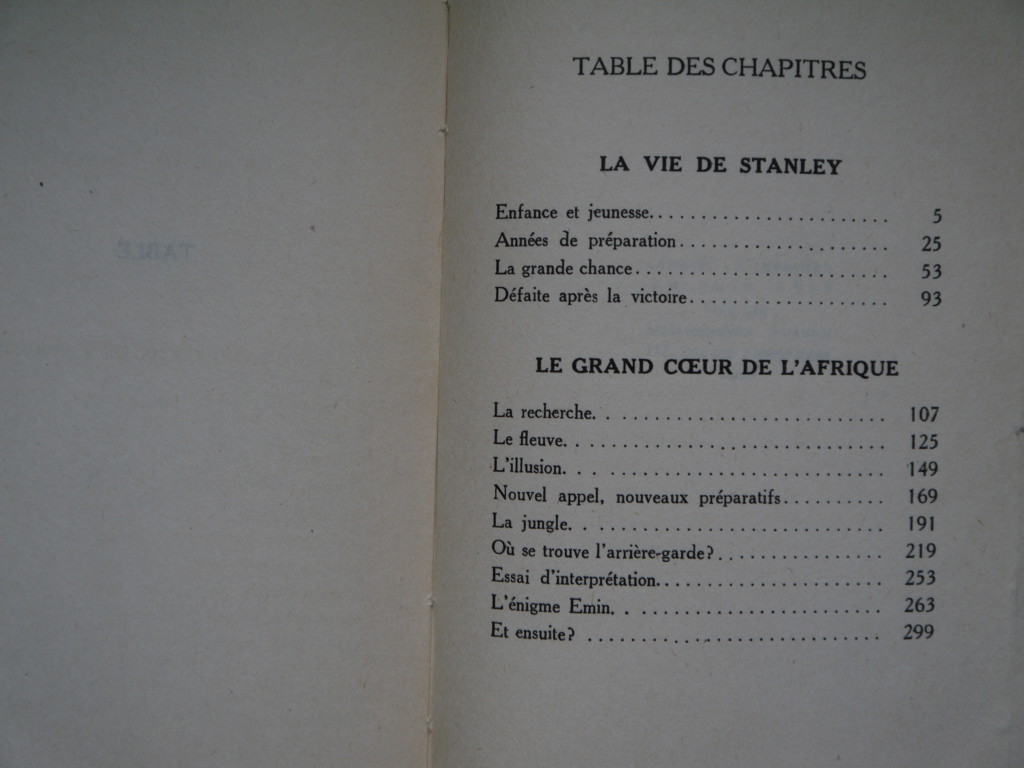 TABLE
TABLE DES CHAPITRES
LA VIE DE STANLEY
Enfance et jeunesse........................ 5
Années de préparation..................... 25
La grande chance......................... 53
Défaite après la victoire.................... 93
LE GRAND CŒUR DE L'AFRIQUE
La recherche. ............................ 107
Le fleuve. ............................... 125
L'illusion. ............................... 149
Nouvel appel, nouveaux préparatifs.......... 169
La jungle. ............................... 191
Où se trouve l'arrière-garde?................ 219
Essai d'interprétation....................... 253
L'énigme Emin. .......................... 263
Et ensuite? ............................. 299